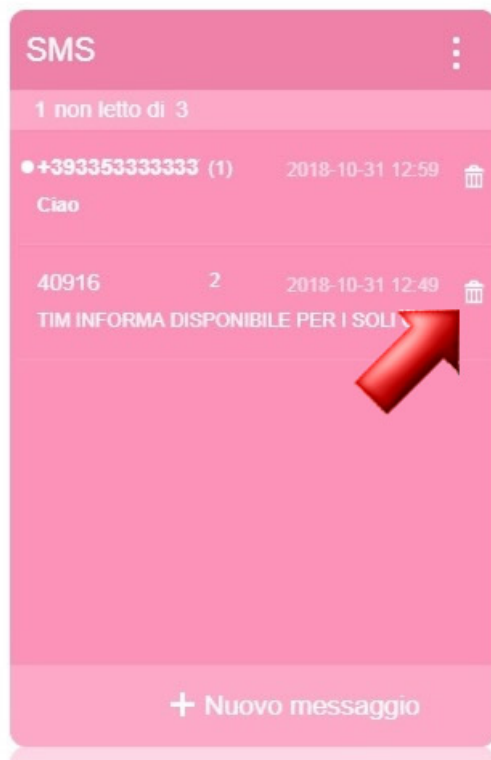 SMS
1 non letto di 3
+393353333333 (1) 2018-10-31 12:59
Ciao
40916 2 2018-10-31 12:49
TIM INFORMA DISPONIBILE PER I SOLI
+ Nuovo messaggio